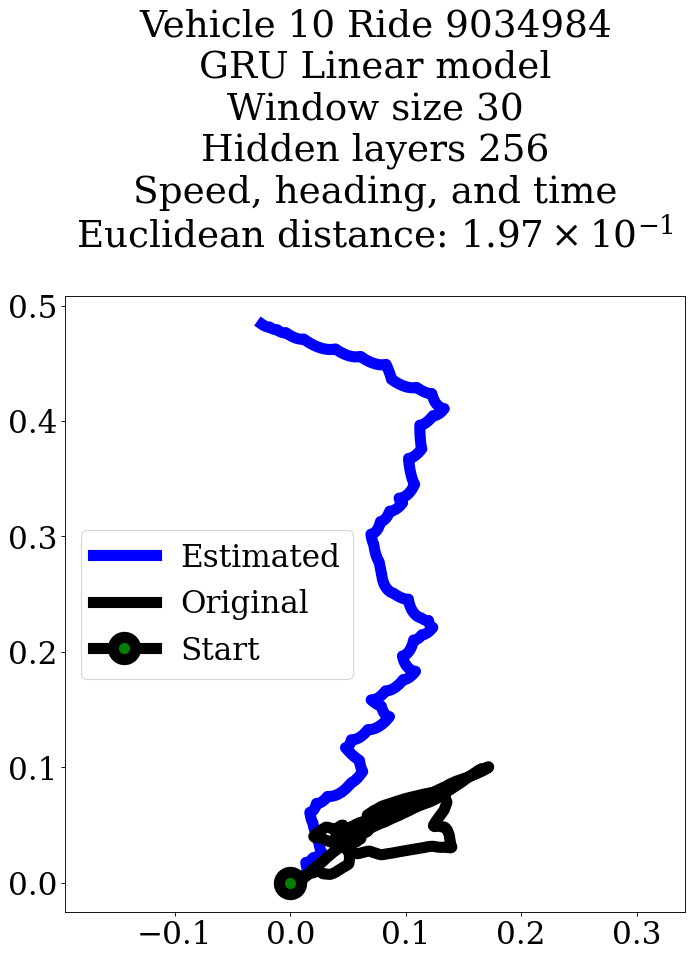 Vehicle 10 Ride 9034984
GRU Linear model
Window size 30
Hidden layers 256
Speed, heading, and time
Euclidean distance: 1.97 × 10⁻¹
0.5
0.4
0.3
0.2
0.1
0.0
Estimated
Original
Start
−0.1 0.0 0.1 0.2 0.3